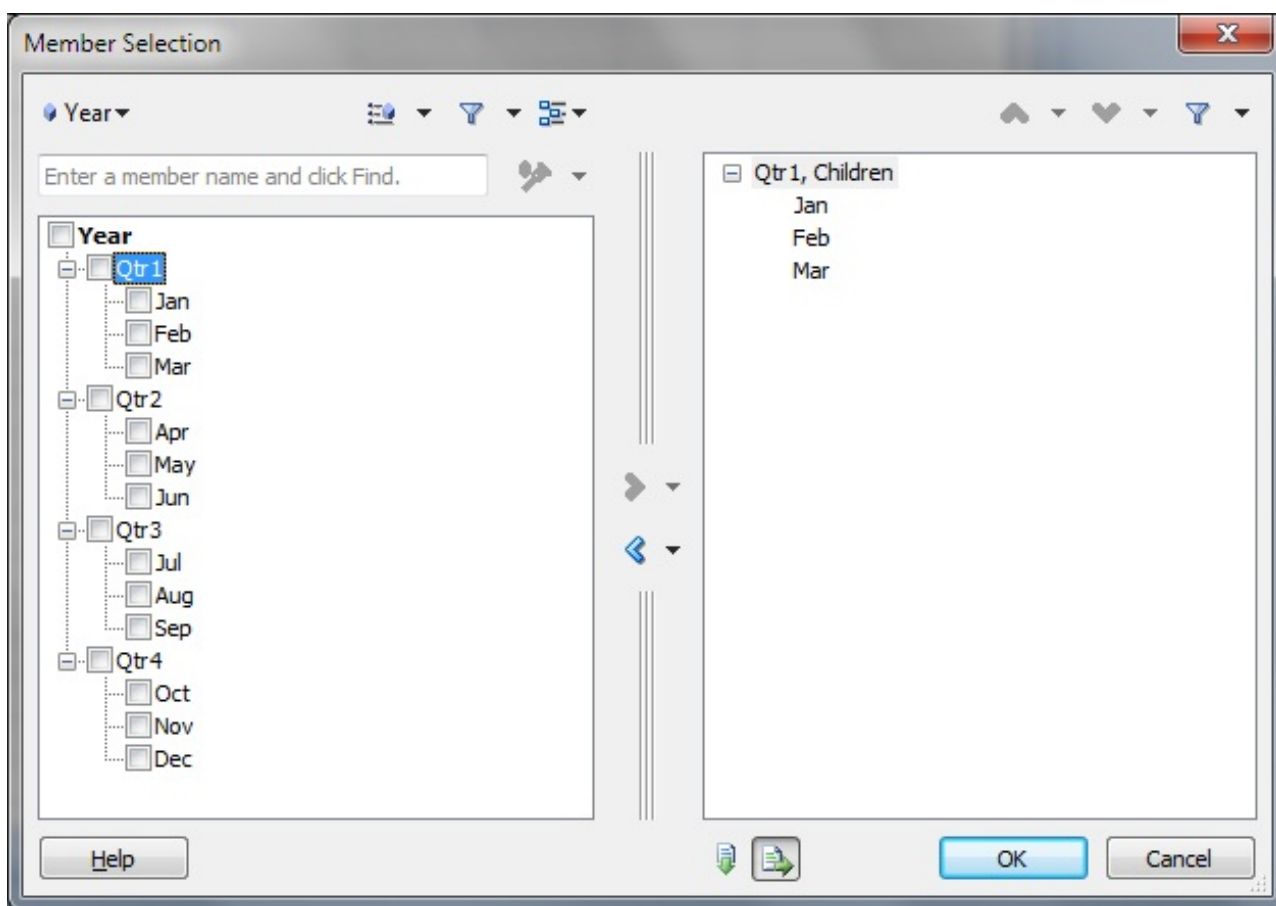 Member Selection
Year
Enter a member name and click Find.
Year
Qtr1
Jan
Feb
Mar
Qtr2
Apr
May
Jun
Qtr3
Jul
Aug
Sep
Qtr4
Oct
Nov
Dec
Qtr1, Children
Jan
Feb
Mar
Help
OK
Cancel